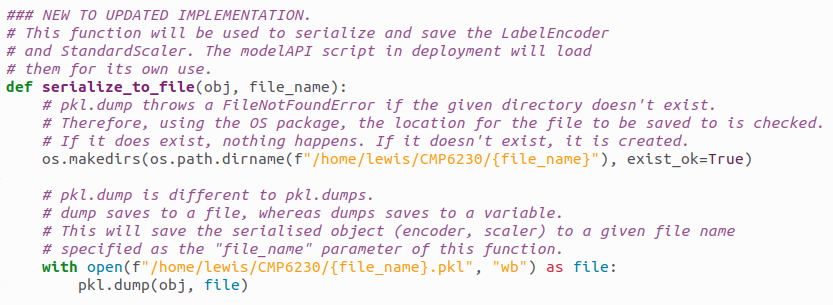 ### NEW TO UPDATED IMPLEMENTATION.
# This function will be used to serialize and save the LabelEncoder
# and StandardScaler. The modelAPI script in deployment will load
# them for its own use.
def serialize_to_file(obj, file_name):
    # pkl.dump throws a FileNotFoundError if the given directory doesn't exist.
    # Therefore, using the OS package, the location for the file to be saved to is checked.
    # If it does exist, nothing happens. If it doesn't exist, it is created.
    os.makedirs(os.path.dirname(f"/home/lewis/CMP6230/{file_name}"), exist_ok=True)

    # pkl.dump is different to pkl.dumps.
    # dump saves to a file, whereas dumps saves to a variable.
    # This will save the serialised object (encoder, scaler) to a given file name
    # specified as the "file_name" parameter of this function.
    with open(f"/home/lewis/CMP6230/{file_name}.pkl", "wb") as file:
        pkl.dump(obj, file)